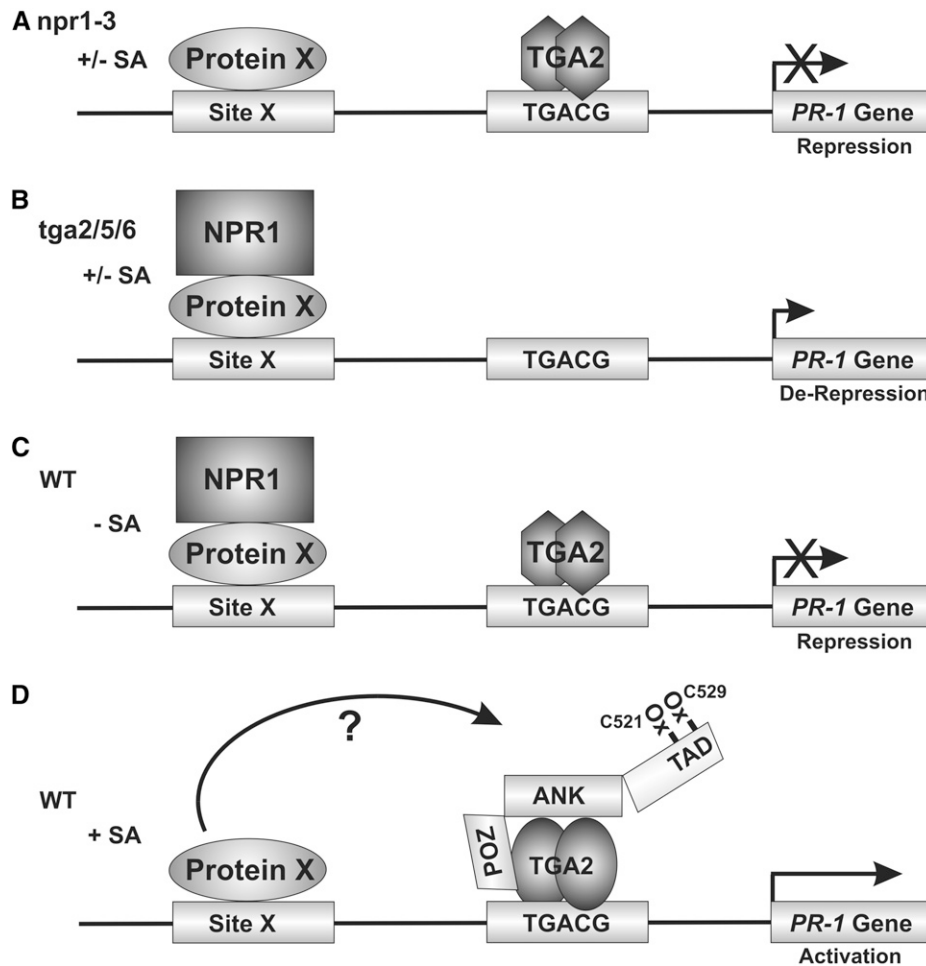 A npr1-3
+/- SA
Protein X
TGA2
Site X
TGACG
PR-1 Gene
Repression
B
tga2/5/6
+/- SA
NPR1
Protein X
Site X
TGACG
PR-1 Gene
De-Repression
C
WT
- SA
NPR1
Protein X
TGA2
Site X
TGACG
PR-1 Gene
Repression
D
WT
+ SA
?
C521
Ox
Ox
C529
TAD
ANK
POZ
Protein X
TGA2
Site X
TGACG
PR-1 Gene
Activation